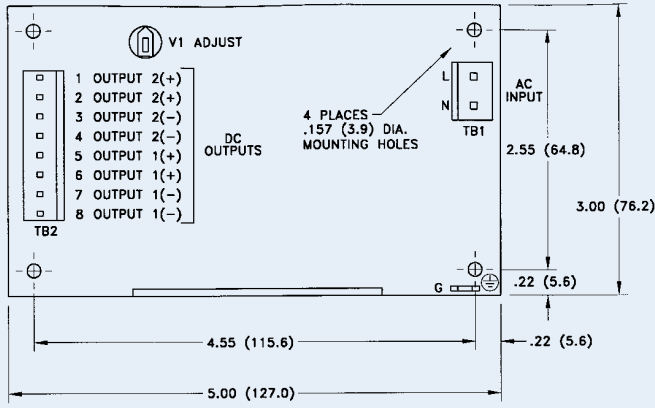 V1 ADJUST
1 OUTPUT 2(+)
2 OUTPUT 2(+)
3 OUTPUT 2(−)
4 OUTPUT 2(−)
5 OUTPUT 1(+)
6 OUTPUT 1(+)
7 OUTPUT 1(−)
8 OUTPUT 1(−)
TB2
DC
OUTPUTS
4 PLACES
.157 (3.9) DIA.
MOUNTING HOLES
L
N
TB1
AC
INPUT
2.55 (64.8)
3.00 (76.2)
G
.22 (5.6)
4.55 (115.6)
.22 (5.6)
5.00 (127.0)